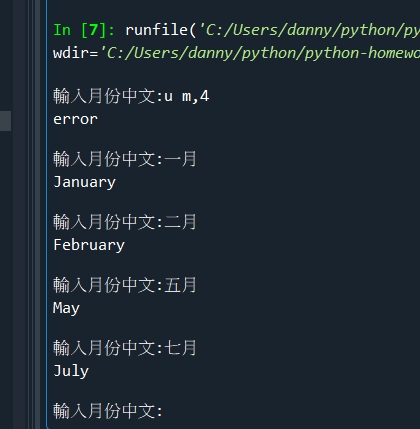 In [7]: runfile('C:/Users/danny/python/py
wdir='C:/Users/danny/python/python-homewo
輸入月份中文:u m,4
error
輸入月份中文:一月
January
輸入月份中文:二月
February
輸入月份中文:五月
May
輸入月份中文:七月
July
輸入月份中文: